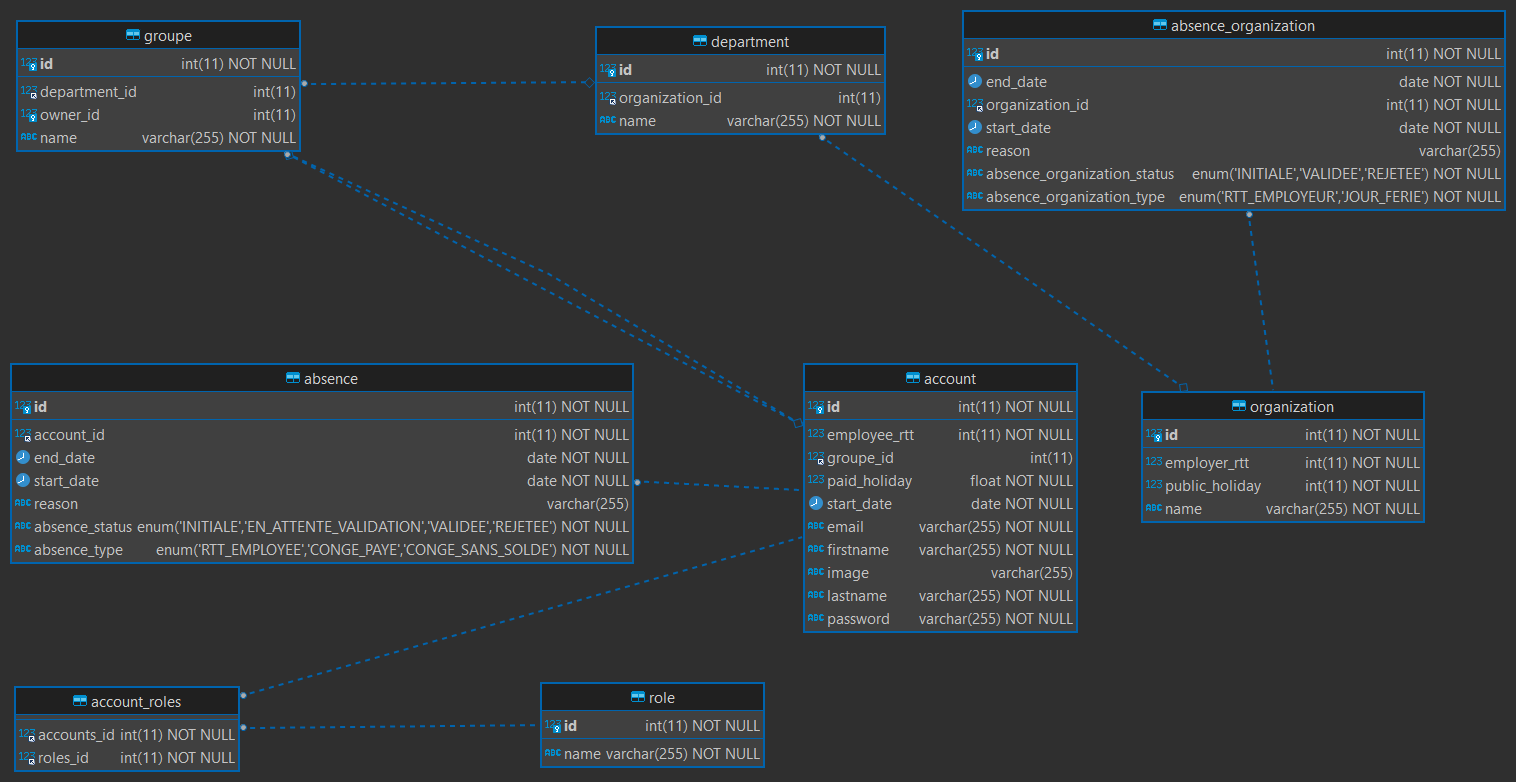 groupe
123 id int(11) NOT NULL
123 department_id int(11)
123 owner_id int(11)
ABC name varchar(255) NOT NULL
department
123 id int(11) NOT NULL
123 organization_id int(11)
ABC name varchar(255) NOT NULL
absence_organization
123 id int(11) NOT NULL
end_date date NOT NULL
123 organization_id int(11) NOT NULL
start_date date NOT NULL
ABC reason varchar(255)
ABC absence_organization_status enum('INITIALE','VALIDEE','REJETEE') NOT NULL
ABC absence_organization_type enum('RTT_EMPLOYEUR','JOUR_FERIE') NOT NULL
absence
123 id int(11) NOT NULL
123 account_id int(11) NOT NULL
end_date date NOT NULL
start_date date NOT NULL
ABC reason varchar(255)
ABC absence_status enum('INITIALE','EN_ATTENTE_VALIDATION','VALIDEE','REJETEE') NOT NULL
ABC absence_type enum('RTT_EMPLOYEE','CONGE_PAYE','CONGE_SANS_SOLDE') NOT NULL
account
123 id int(11) NOT NULL
123 employee_rtt int(11) NOT NULL
123 groupe_id int(11)
123 paid_holiday float NOT NULL
start_date date NOT NULL
ABC email varchar(255) NOT NULL
ABC firstname varchar(255) NOT NULL
ABC image varchar(255)
ABC lastname varchar(255) NOT NULL
ABC password varchar(255) NOT NULL
organization
123 id int(11) NOT NULL
123 employer_rtt int(11) NOT NULL
123 public_holiday int(11) NOT NULL
ABC name varchar(255) NOT NULL
account_roles
123 accounts_id int(11) NOT NULL
123 roles_id int(11) NOT NULL
role
123 id int(11) NOT NULL
ABC name varchar(255) NOT NULL